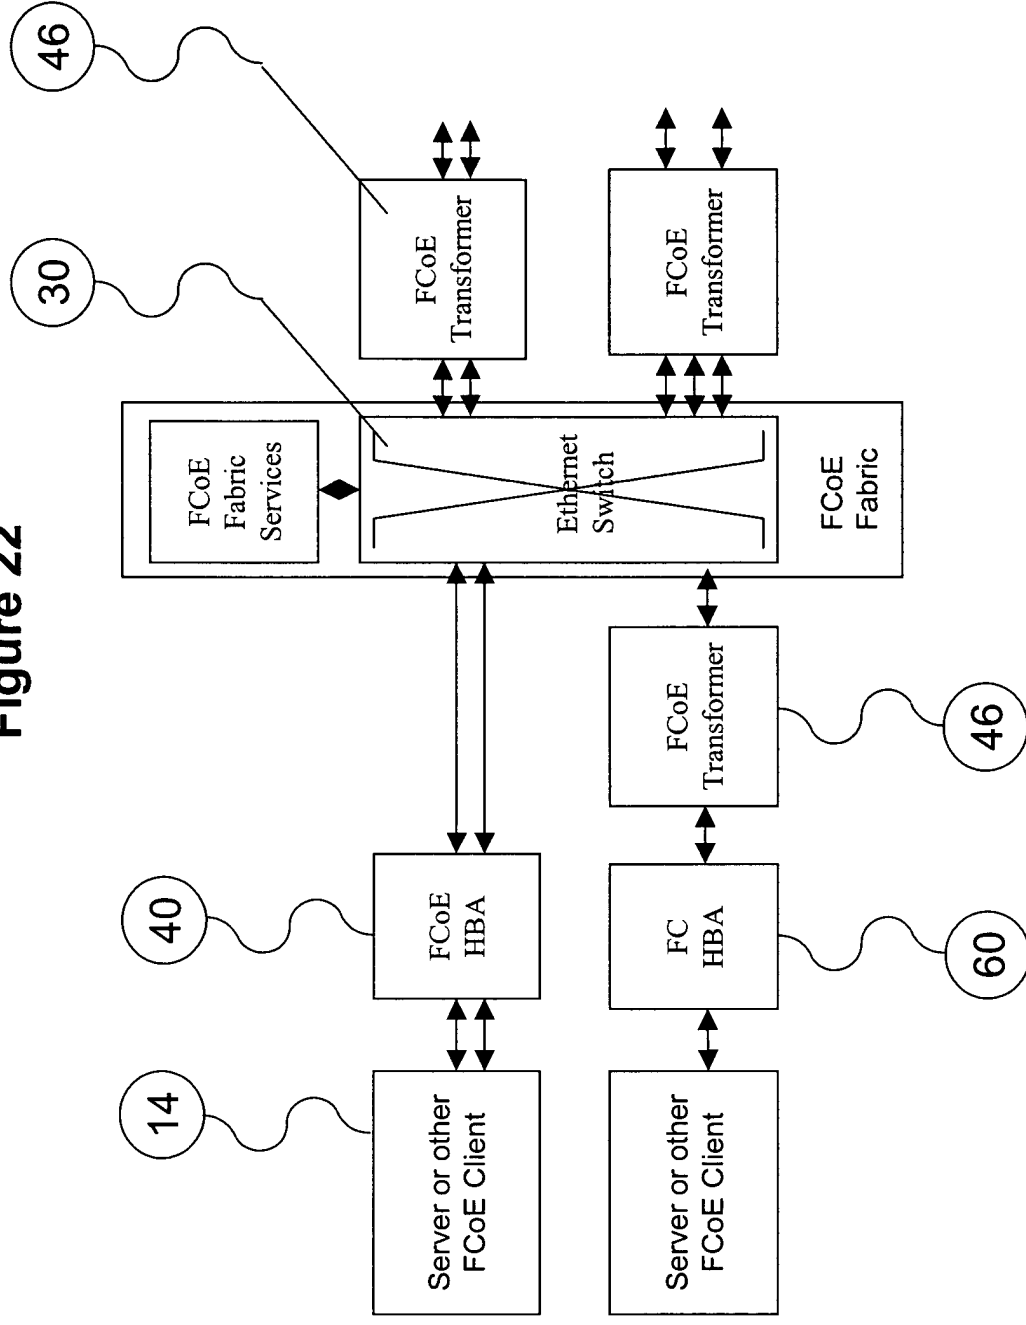 Figure 22
14
40
30
46
Server or other
FCoE Client
FCoE
HBA
FCoE
Fabric
Services
Ethernet
Switch
FCoE
Transformer
Server or other
FCoE Client
FC
HBA
FCoE
Transformer
FCoE
Fabric
FCoE
Transformer
60
46